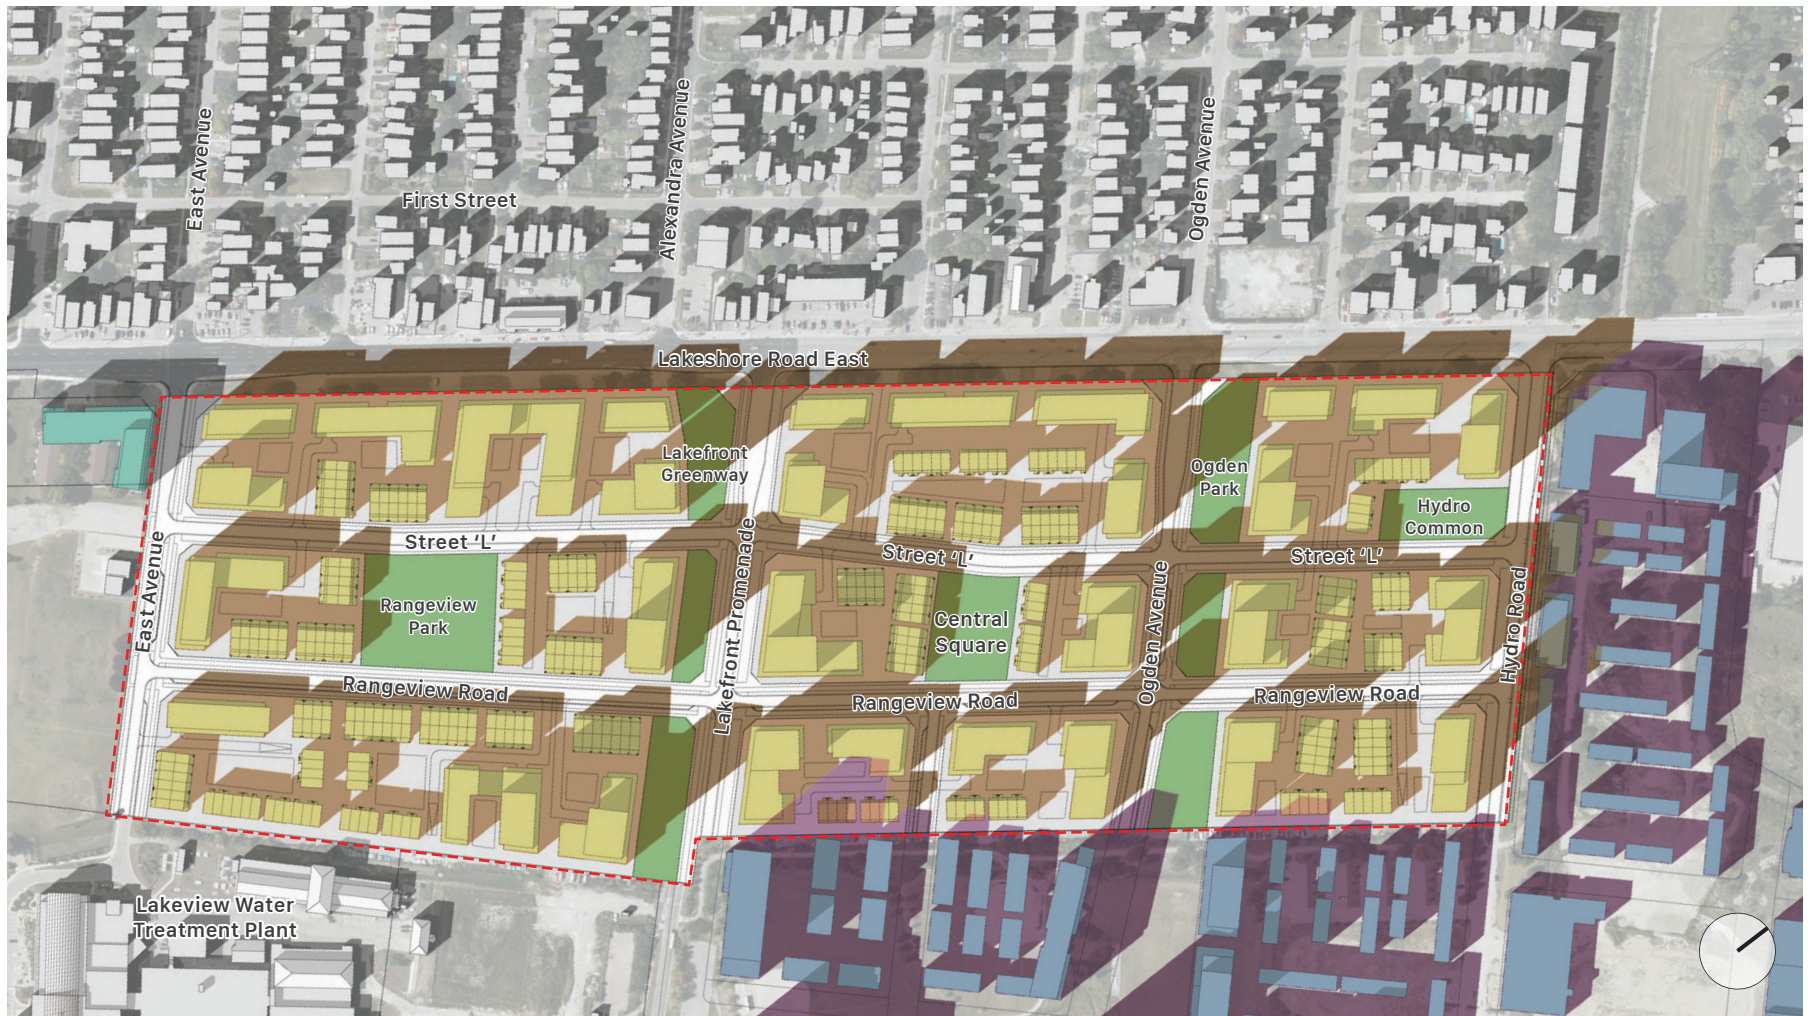 East Avenue
First Street
Alexandra Avenue
Ogden Avenue
Lakeshore Road East
Lakefront
Greenway
Ogden
Park
Hydro
Common
Street ‘L’
Street ‘L’
Street ‘L’
East Avenue
Rangeview
Park
Lakefront Promenade
Central
Square
Ogden Avenue
Hydro Road
Rangeview Road
Rangeview Road
Rangeview Road
Lakeview Water
Treatment Plant